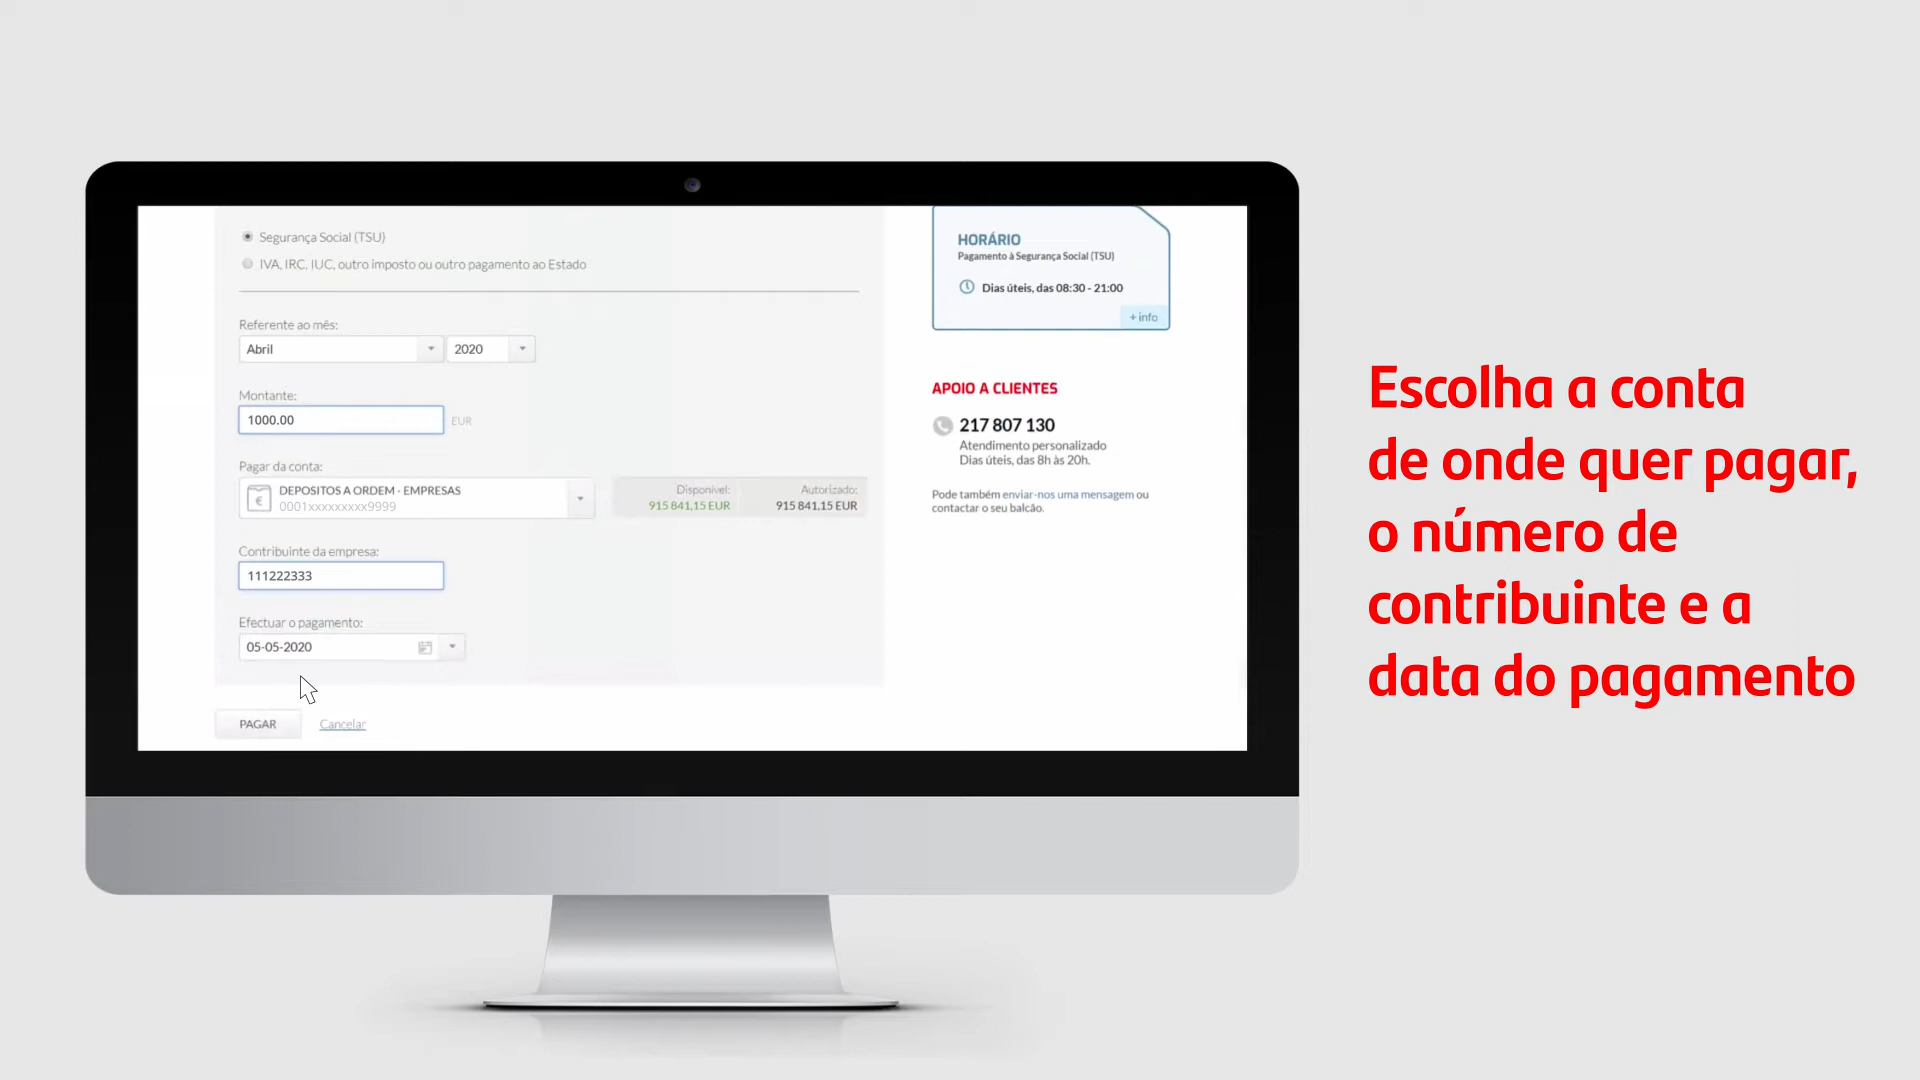 Segurança Social (TSU)
IVA, IRC, IUC, outro imposto ou outro pagamento ao Estado
Referente ao mês:
Abril
2020
Montante:
1000.00
EUR
Pagar da conta:
DEPOSITOS A ORDEM - EMPRESAS
0001xxxxxxxxx9999
Disponível:
915 841,15 EUR
Autorizado:
915 841,15 EUR
Contribuinte da empresa:
111222333
Efectuar o pagamento:
05-05-2020
PAGAR
Cancelar
HORÁRIO
Pagamento à Segurança Social (TSU)
Dias úteis, das 08:30 - 21:00
+ info
APOIO A CLIENTES
217 807 130
Atendimento personalizado
Dias úteis, das 8h às 20h.
Pode também enviar-nos uma mensagem ou
contactar o seu balcão.
Escolha a conta
de onde quer pagar,
o número de
contribuinte e a
data do pagamento